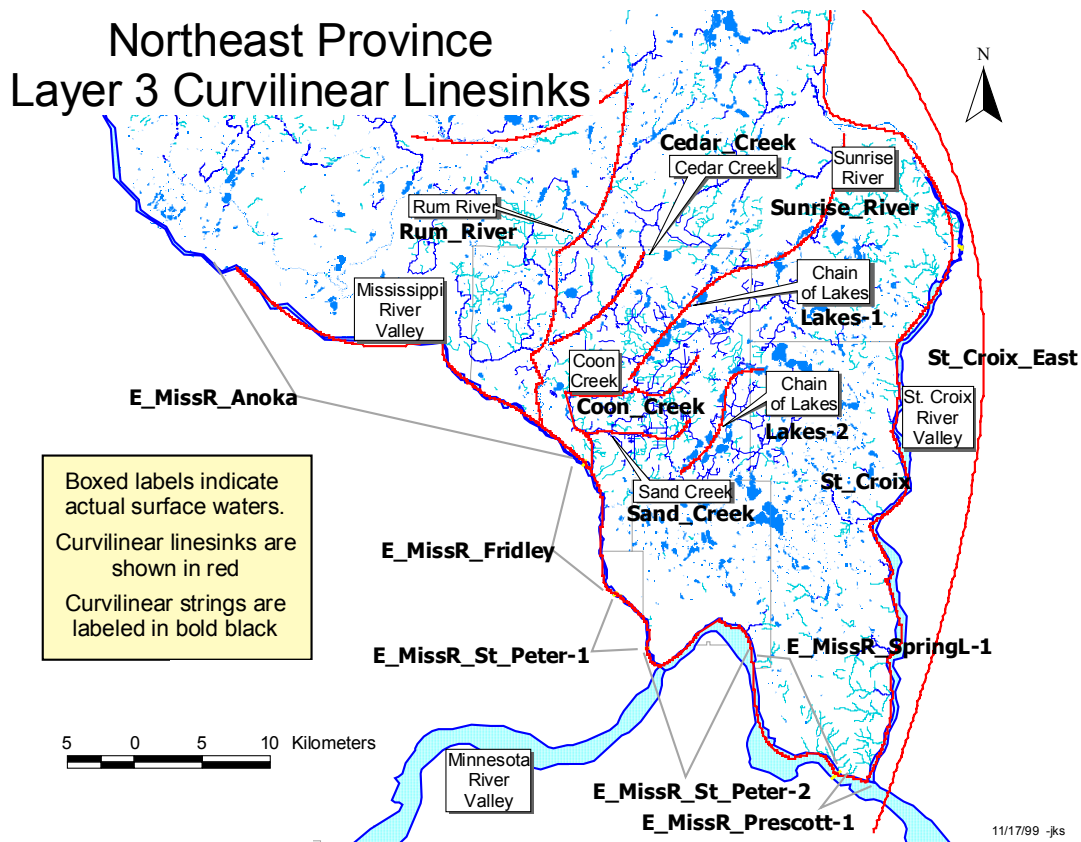 Northeast Province
Layer 3 Curvilinear Linesinks
N
Cedar_Creek
Cedar Creek
Sunrise
River
Sunrise_River
Rum River
Rum_River
Chain
of Lakes
Lakes-1
Mississippi
River
Valley
St_Croix_East
Coon
Creek
Coon_Creek
Chain
of Lakes
Lakes-2
E_MissR_Anoka
St. Croix
River
Valley
St_Croix
Sand Creek
Sand_Creek
Boxed labels indicate
actual surface waters.
Curvilinear linesinks are
shown in red
Curvilinear strings are
labeled in bold black
E_MissR_Fridley
E_MissR_St_Peter-1
E_MissR_SpringL-1
5 0 5 10 Kilometers
Minnesota
River
Valley
E_MissR_St_Peter-2
E_MissR_Prescott-1
11/17/99 -jks